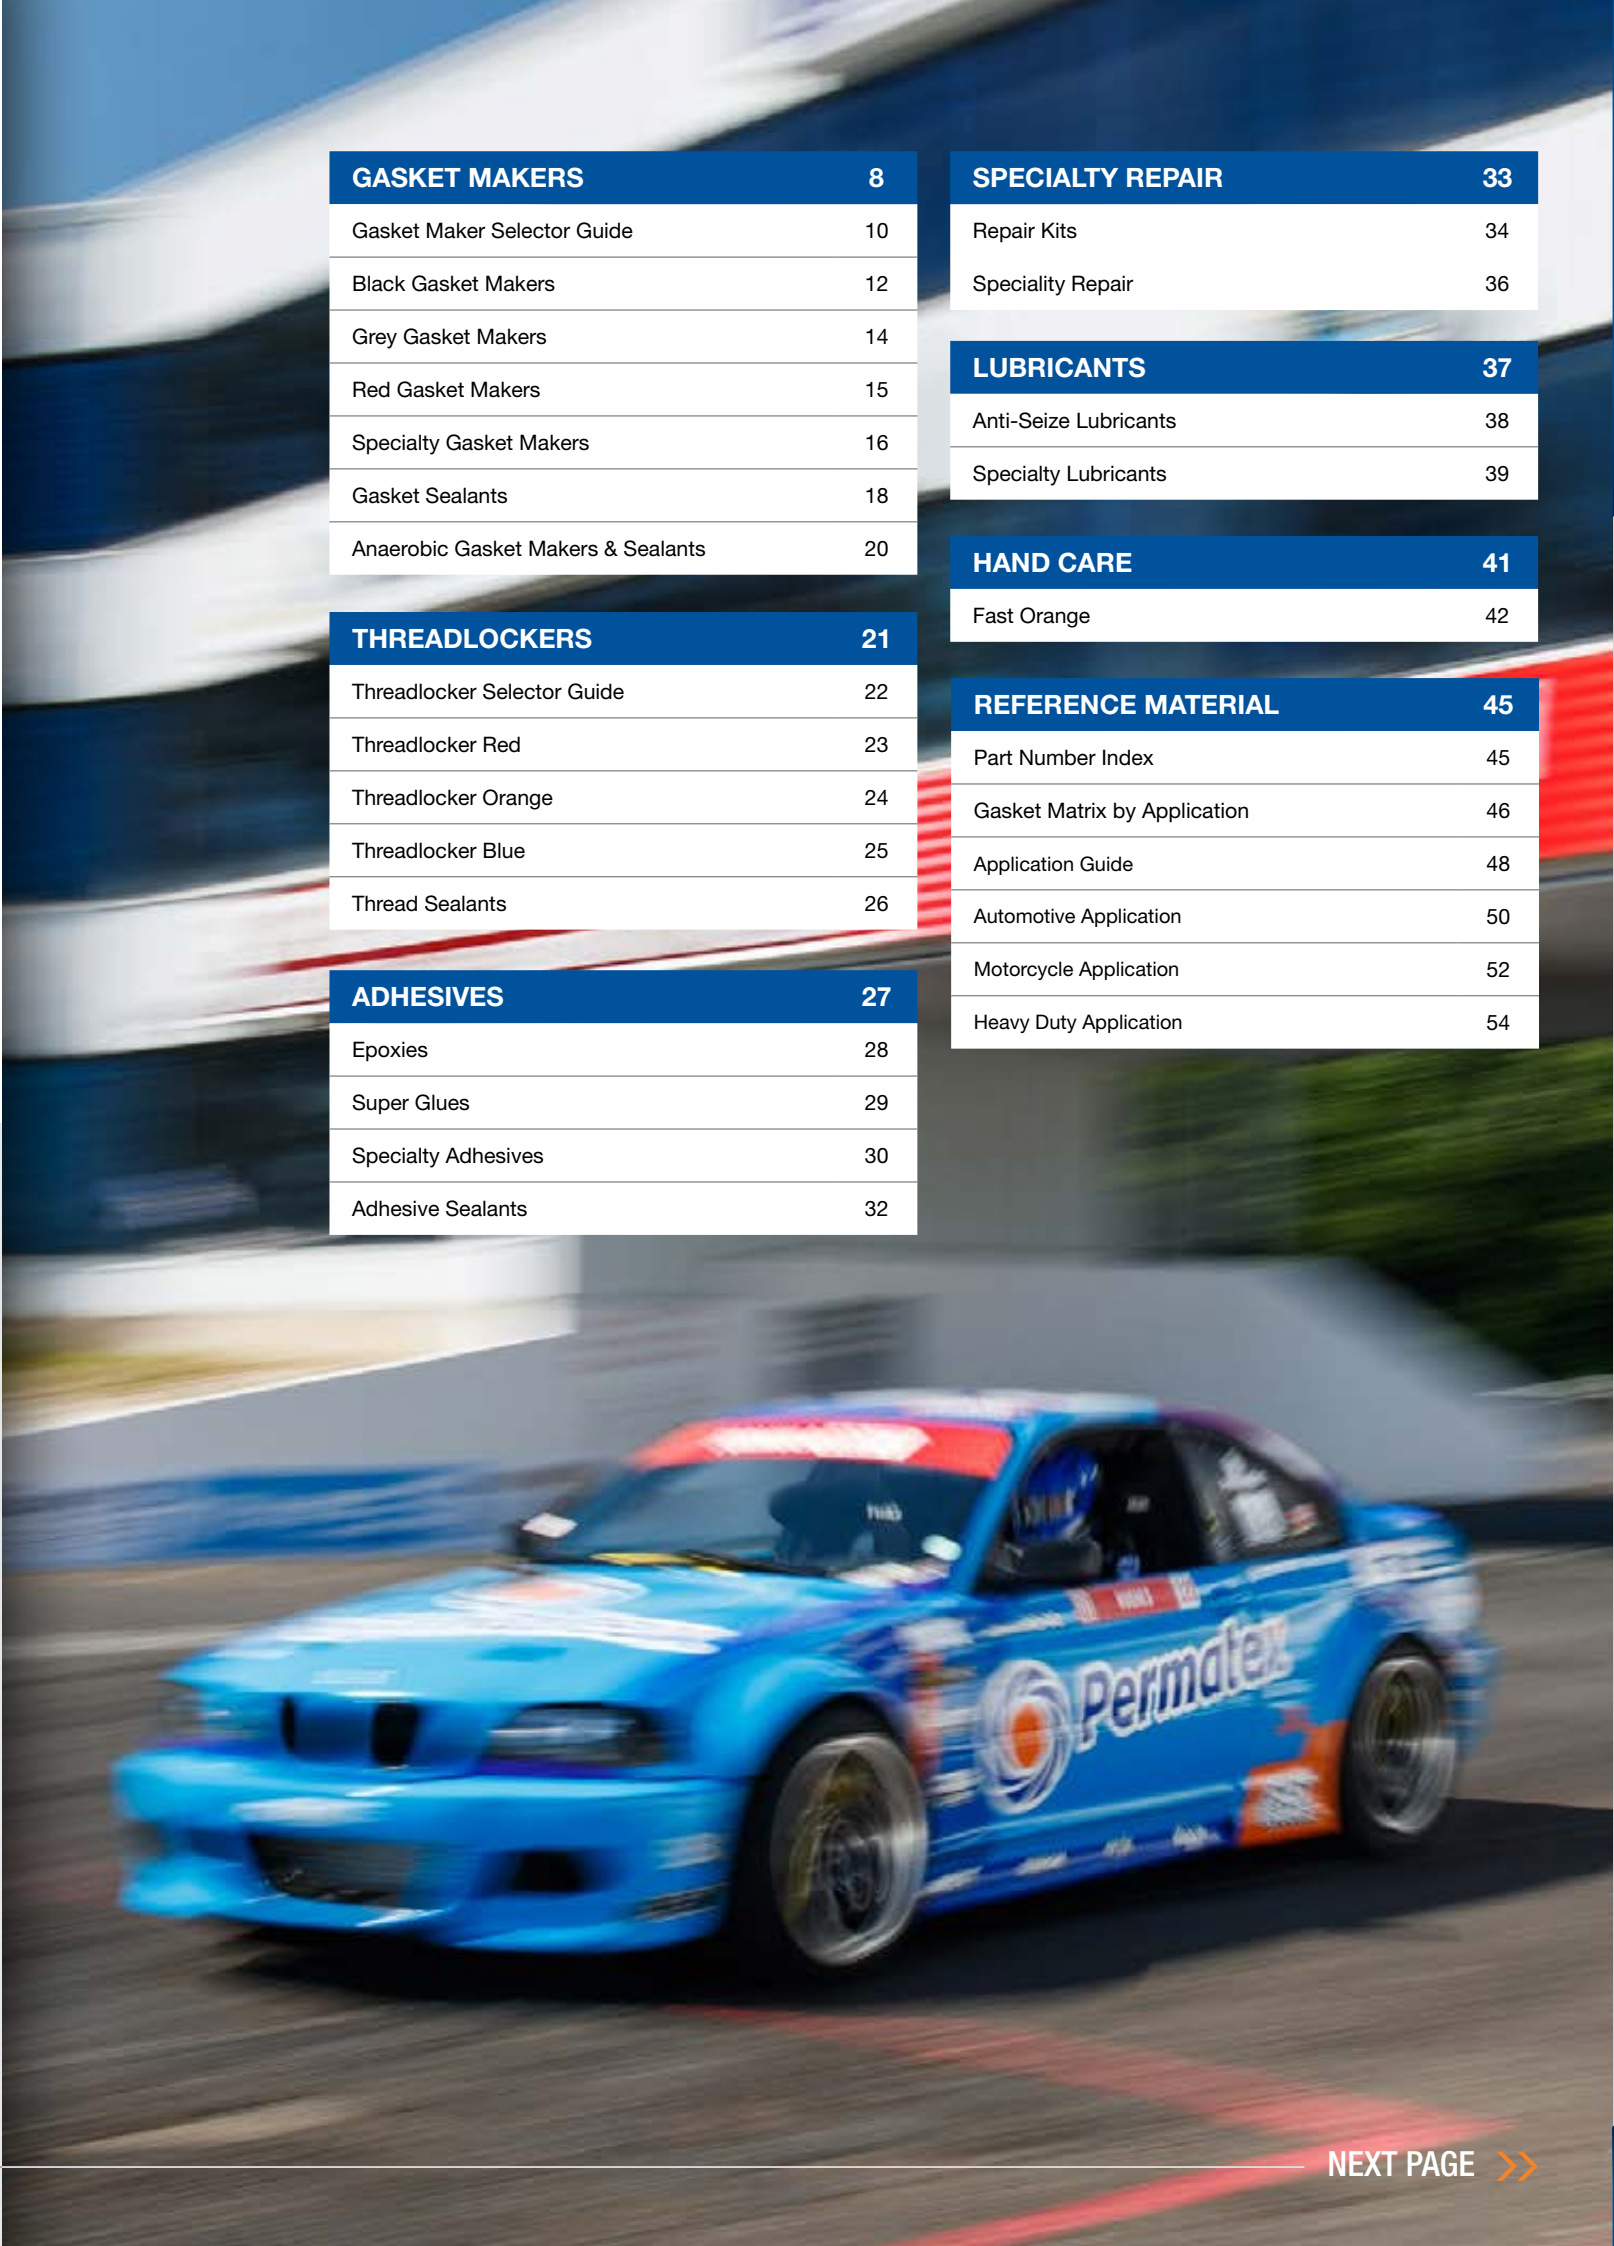 GASKET MAKERS 8
Gasket Maker Selector Guide 10
Black Gasket Makers 12
Grey Gasket Makers 14
Red Gasket Makers 15
Specialty Gasket Makers 16
Gasket Sealants 18
Anaerobic Gasket Makers & Sealants 20
THREADLOCKERS 21
Threadlocker Selector Guide 22
Threadlocker Red 23
Threadlocker Orange 24
Threadlocker Blue 25
Thread Sealants 26
ADHESIVES 27
Epoxies 28
Super Glues 29
Specialty Adhesives 30
Adhesive Sealants 32
SPECIALTY REPAIR 33
Repair Kits 34
Speciality Repair 36
LUBRICANTS 37
Anti-Seize Lubricants 38
Specialty Lubricants 39
HAND CARE 41
Fast Orange 42
REFERENCE MATERIAL 45
Part Number Index 45
Gasket Matrix by Application 46
Application Guide 48
Automotive Application 50
Motorcycle Application 52
Heavy Duty Application 54
Permatex
NEXT PAGE